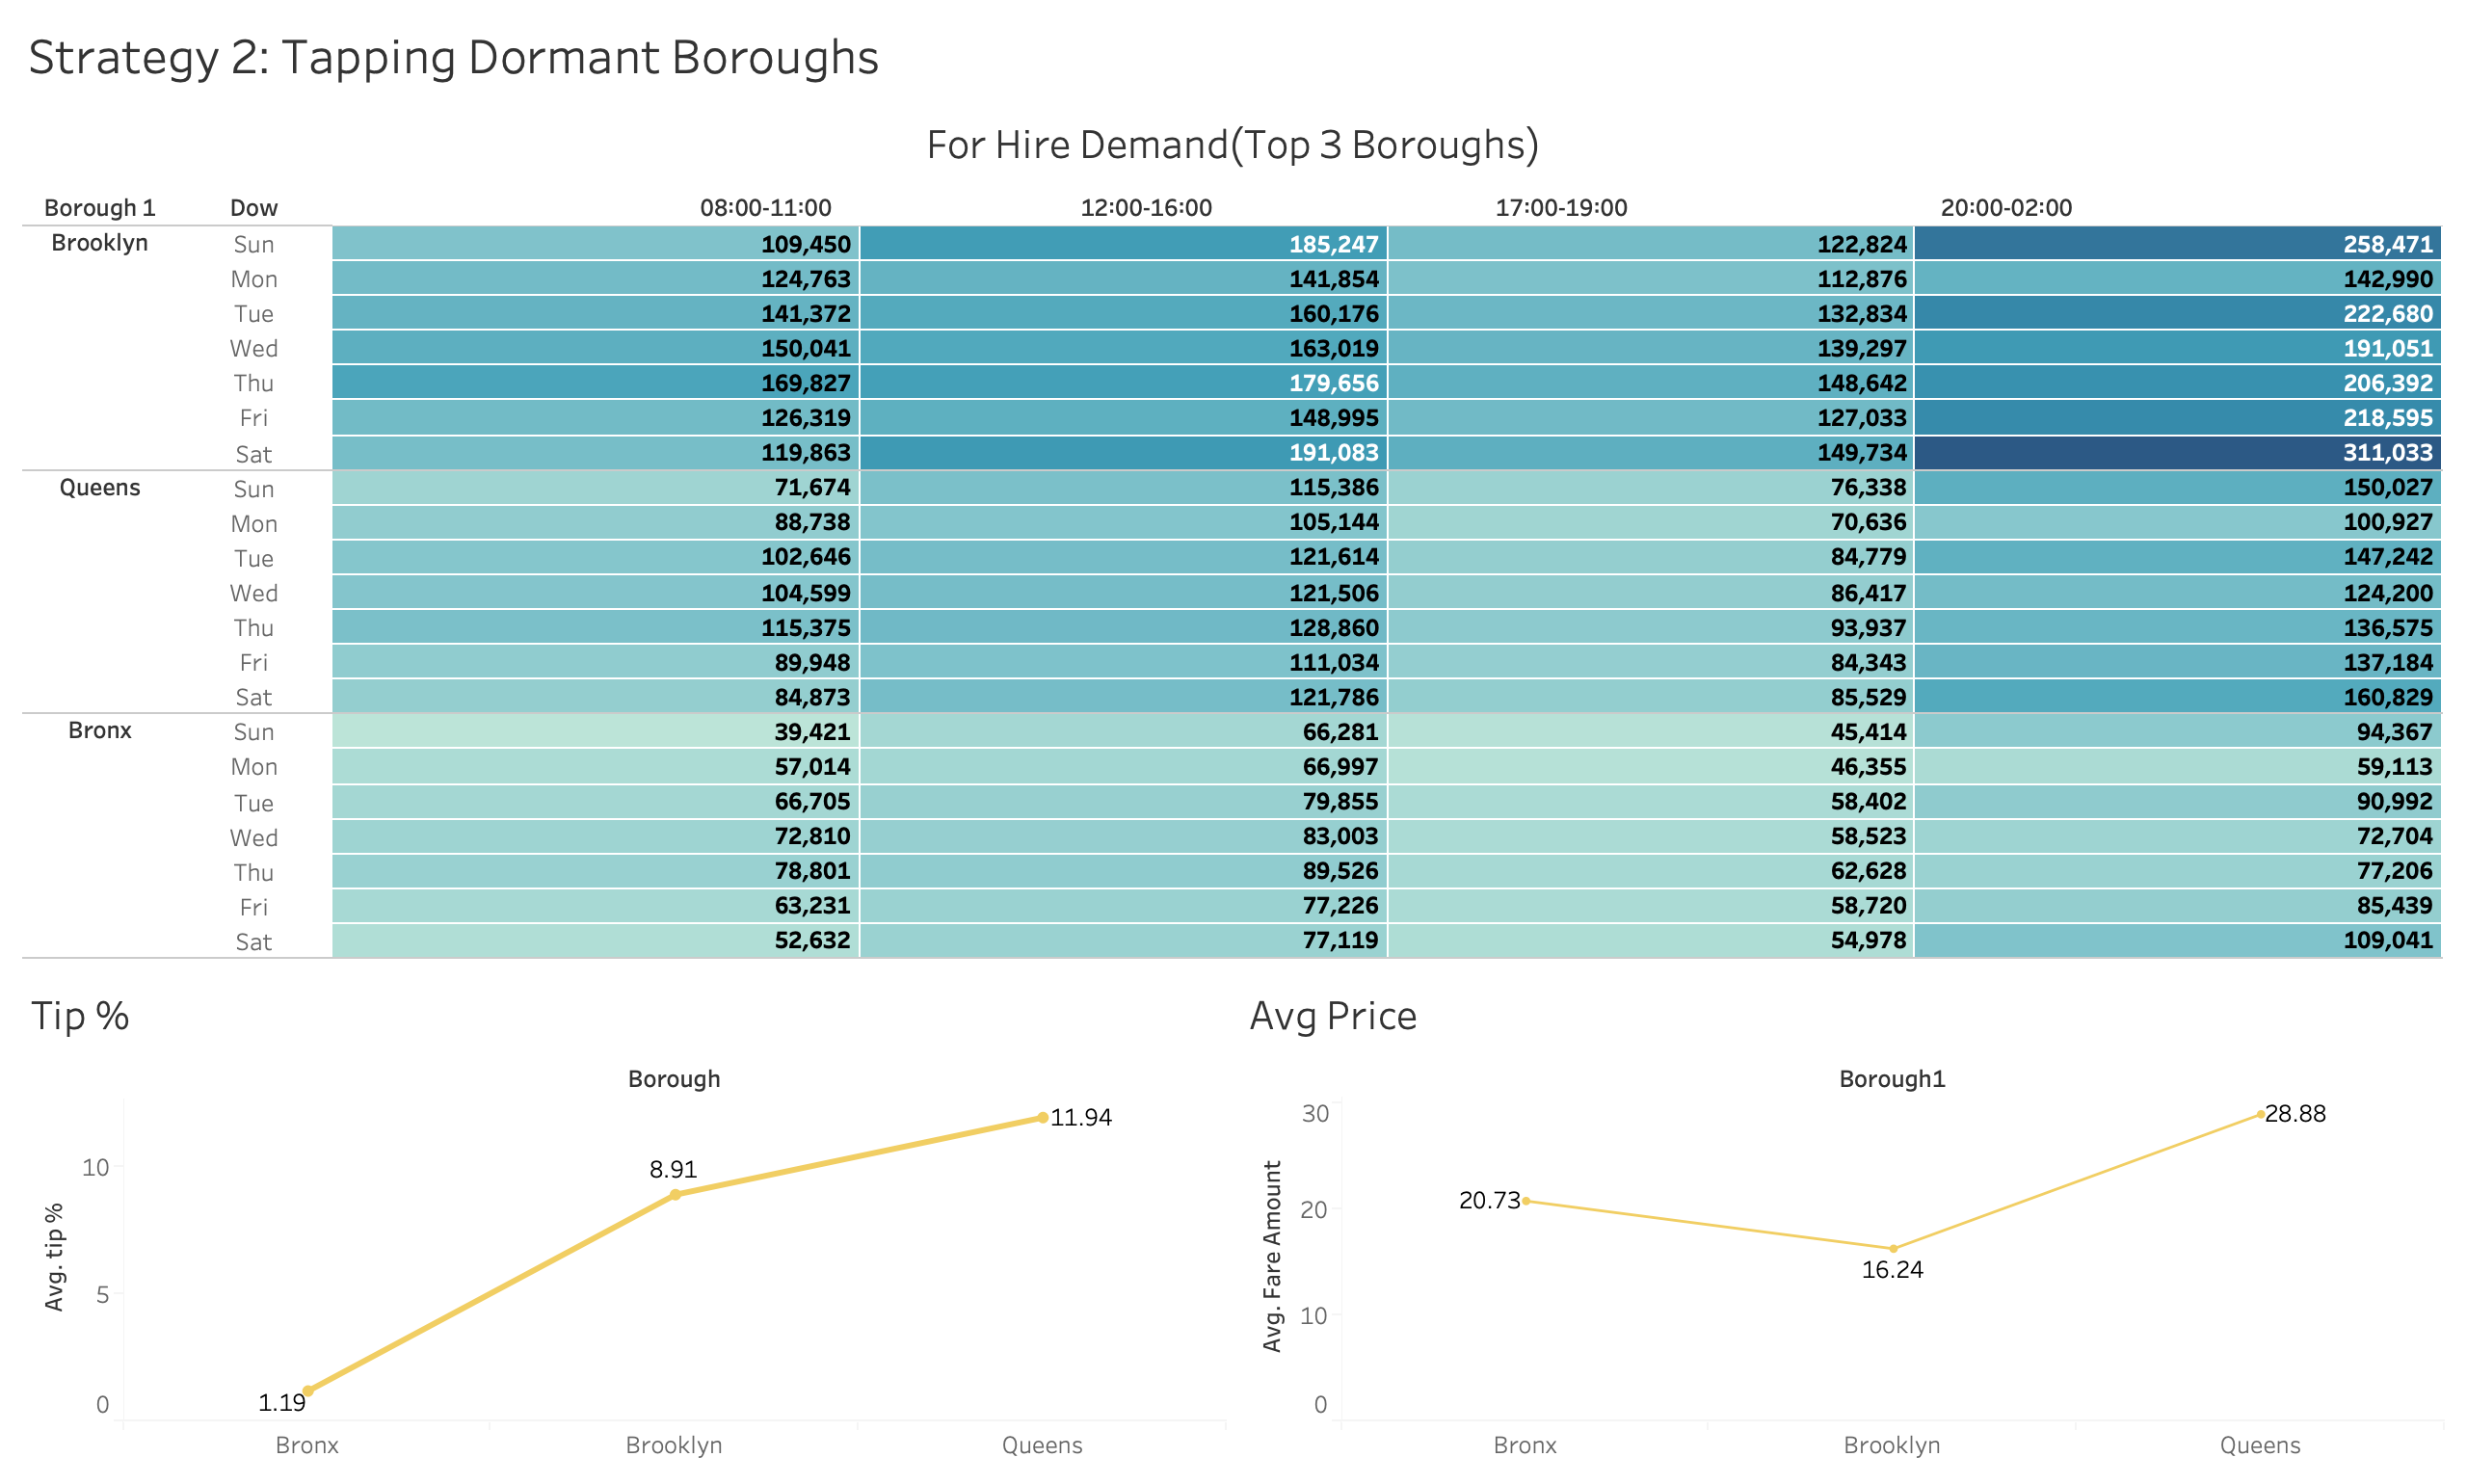 Strategy 2: Tapping Dormant Boroughs
For Hire Demand(Top 3 Boroughs)
Borough 1 Dow 08:00-11:00 12:00-16:00 17:00-19:00 20:00-02:00
Brooklyn Sun 109,450 185,247 122,824 258,471
Mon 124,763 141,854 112,876 142,990
Tue 141,372 160,176 132,834 222,680
Wed 150,041 163,019 139,297 191,051
Thu 169,827 179,656 148,642 206,392
Fri 126,319 148,995 127,033 218,595
Sat 119,863 191,083 149,734 311,033
Queens Sun 71,674 115,386 76,338 150,027
Mon 88,738 105,144 70,636 100,927
Tue 102,646 121,614 84,779 147,242
Wed 104,599 121,506 86,417 124,200
Thu 115,375 128,860 93,937 136,575
Fri 89,948 111,034 84,343 137,184
Sat 84,873 121,786 85,529 160,829
Bronx Sun 39,421 66,281 45,414 94,367
Mon 57,014 66,997 46,355 59,113
Tue 66,705 79,855 58,402 90,992
Wed 72,810 83,003 58,523 72,704
Thu 78,801 89,526 62,628 77,206
Fri 63,231 77,226 58,720 85,439
Sat 52,632 77,119 54,978 109,041
Tip %
Borough
Avg. tip %
10
5
0
1.19
8.91
11.94
Bronx Brooklyn Queens
Avg Price
Borough1
Avg. Fare Amount
30
20
10
0
20.73
16.24
28.88
Bronx Brooklyn Queens